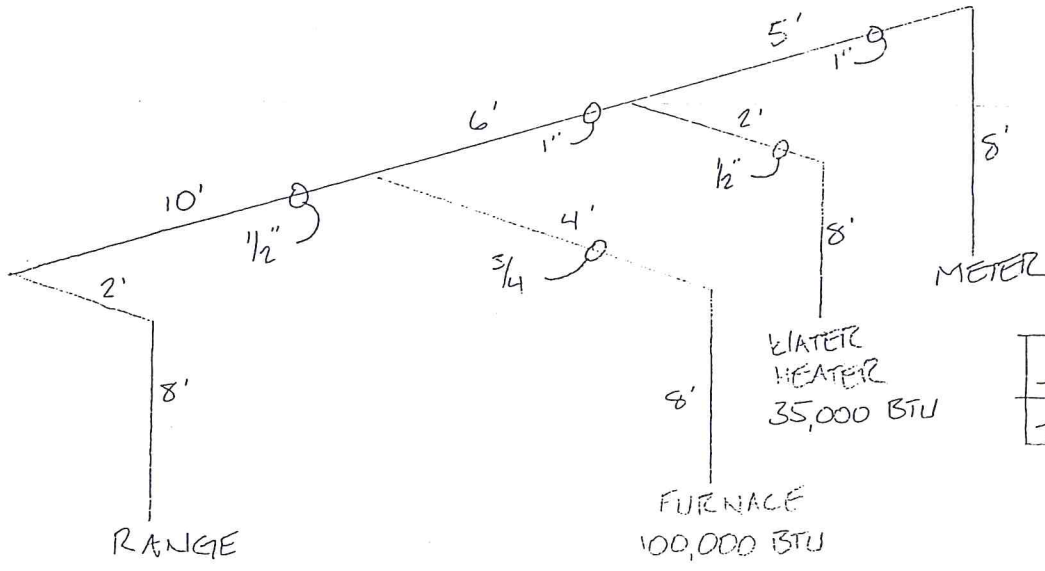 5'
1"
6'
1"
2'
1/2"
8'
8'
10'
1/2"
4'
3/4
METER
2'
8'
8'
WATER
HEATER
35,000 BTU
RANGE
FURNACE
100,000 BTU